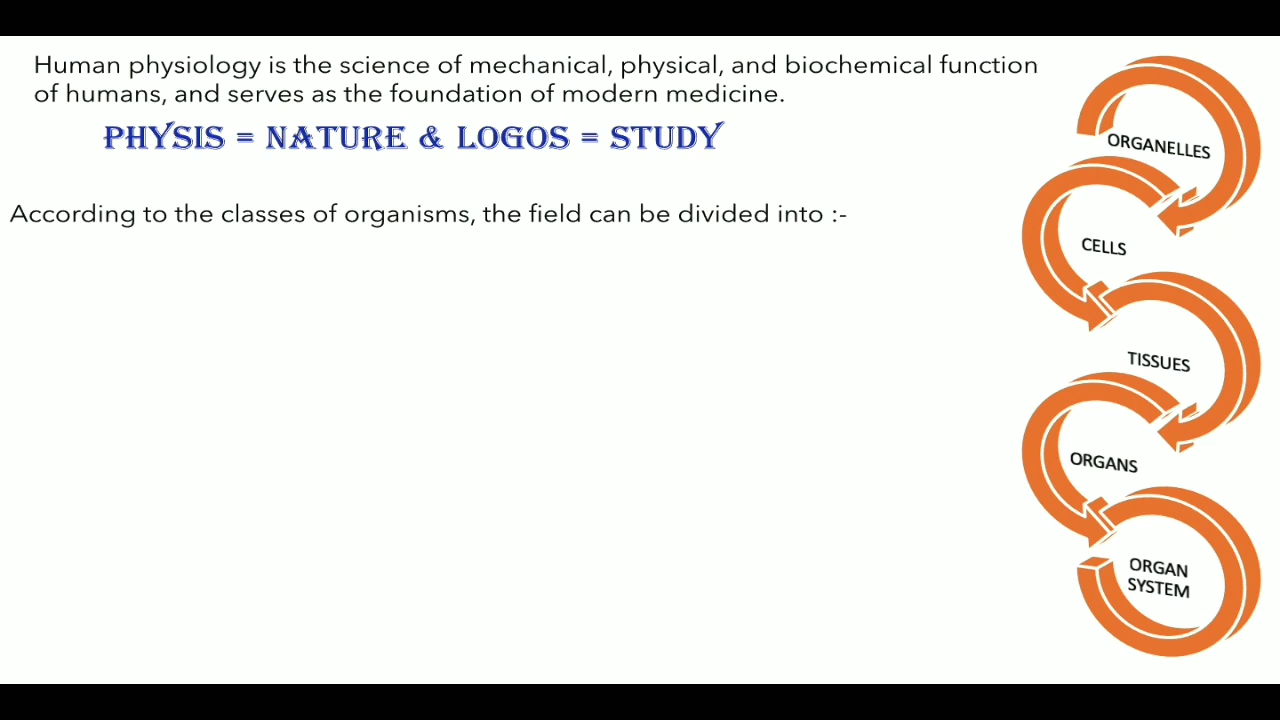 Human physiology is the science of mechanical, physical, and biochemical function
of humans, and serves as the foundation of modern medicine.
PHYSIS = NATURE & LOGOS = STUDY
According to the classes of organisms, the field can be divided into :-
ORGANELLES
CELLS
TISSUES
ORGANS
ORGAN
SYSTEM